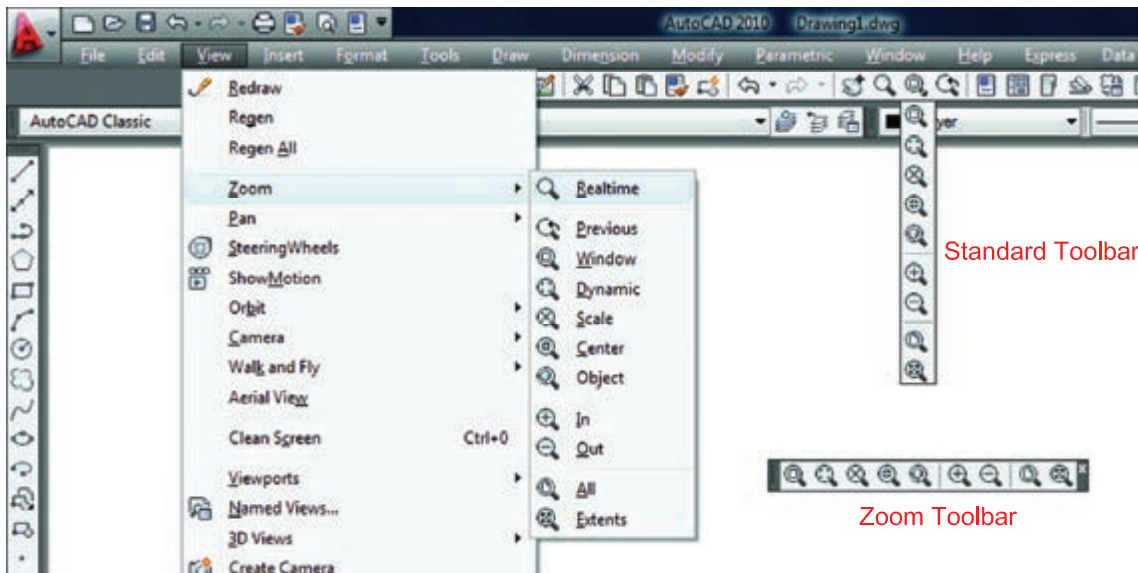 AutoCAD 2010 Drawing1.dwg
File Edit View Insert Format Tools Draw Dimension Modify Parametric Window Help Express Data
AutoCAD Classic
yer
Redraw
Regen
Regen All
Zoom
Pan
SteeringWheels
ShowMotion
Orbit
Camera
Walk and Fly
Aerial View
Clean Screen Ctrl+0
Viewports
Named Views...
3D Views
Create Camera
Realtime
Previous
Window
Dynamic
Scale
Center
Object
In
Out
All
Extents
Standard Toolbar
Zoom Toolbar